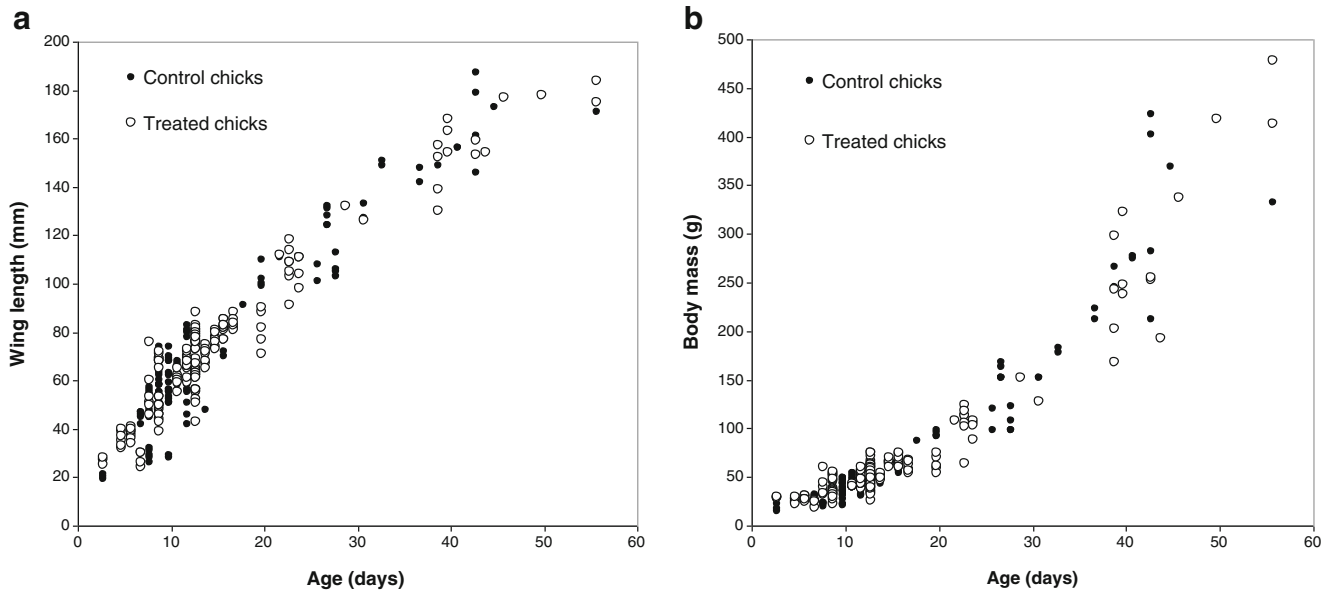 a
200
180
160
140
120
100
80
60
40
20
0
Wing length (mm)
Control chicks
Treated chicks
0 10 20 30 40 50 60
Age (days)
b
500
450
400
350
300
250
200
150
100
50
0
Body mass (g)
Control chicks
Treated chicks
0 10 20 30 40 50 60
Age (days)